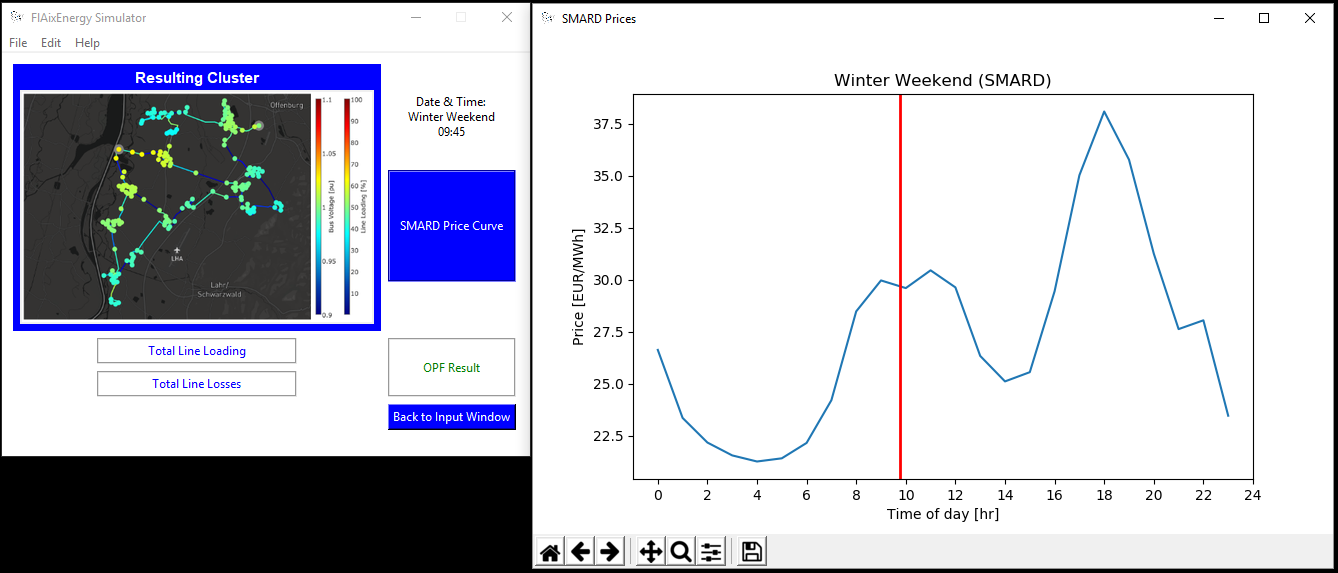 FlAixEnergy Simulator
File Edit Help
Resulting Cluster
Offenburg
LHA
Lahr/
Schwarzwald
1.1
1.05
1
0.95
0.9
Bus Voltage [pu]
100
90
80
70
60
50
40
30
20
10
Line Loading [%]
Date & Time:
Winter Weekend
09:45
SMARD Price Curve
Total Line Loading
Total Line Losses
OPF Result
Back to Input Window
SMARD Prices
Winter Weekend (SMARD)
Price [EUR/MWh]
37.5
35.0
32.5
30.0
27.5
25.0
22.5
0 2 4 6 8 10 12 14 16 18 20 22 24
Time of day [hr]